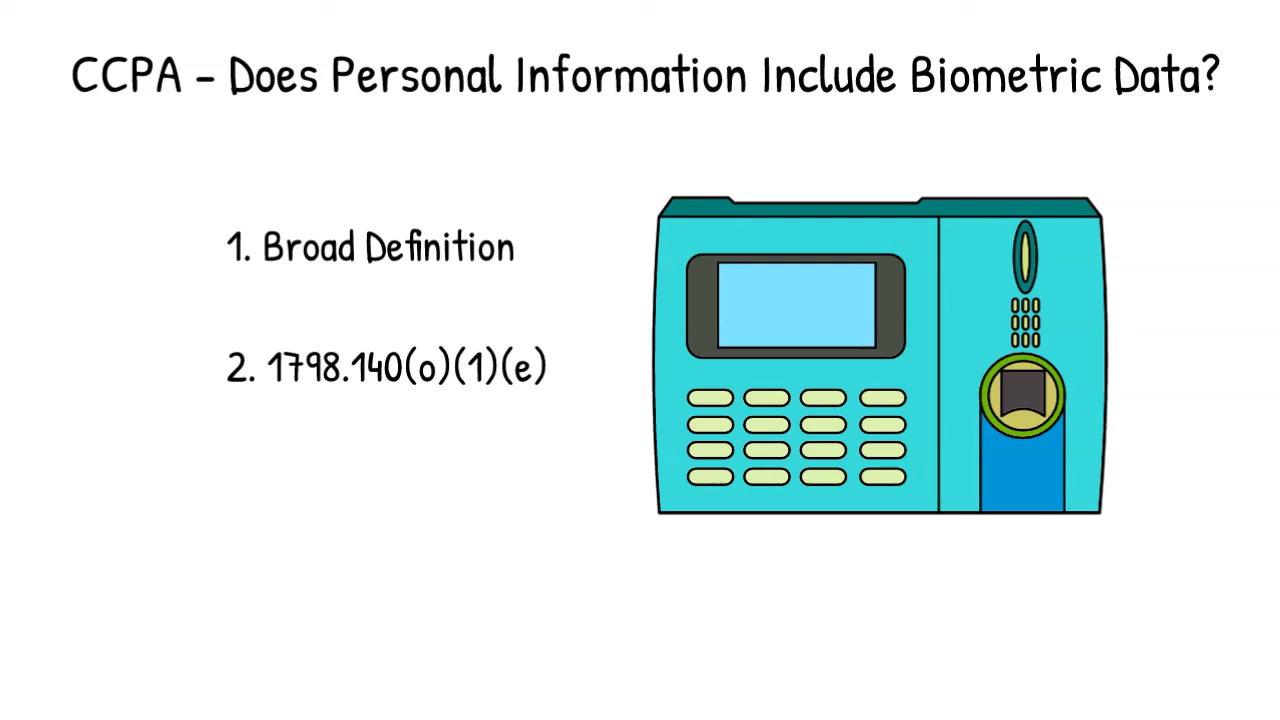 CCPA - Does Personal Information Include Biometric Data?
1. Broad Definition
2. 1798.140(o)(1)(e)